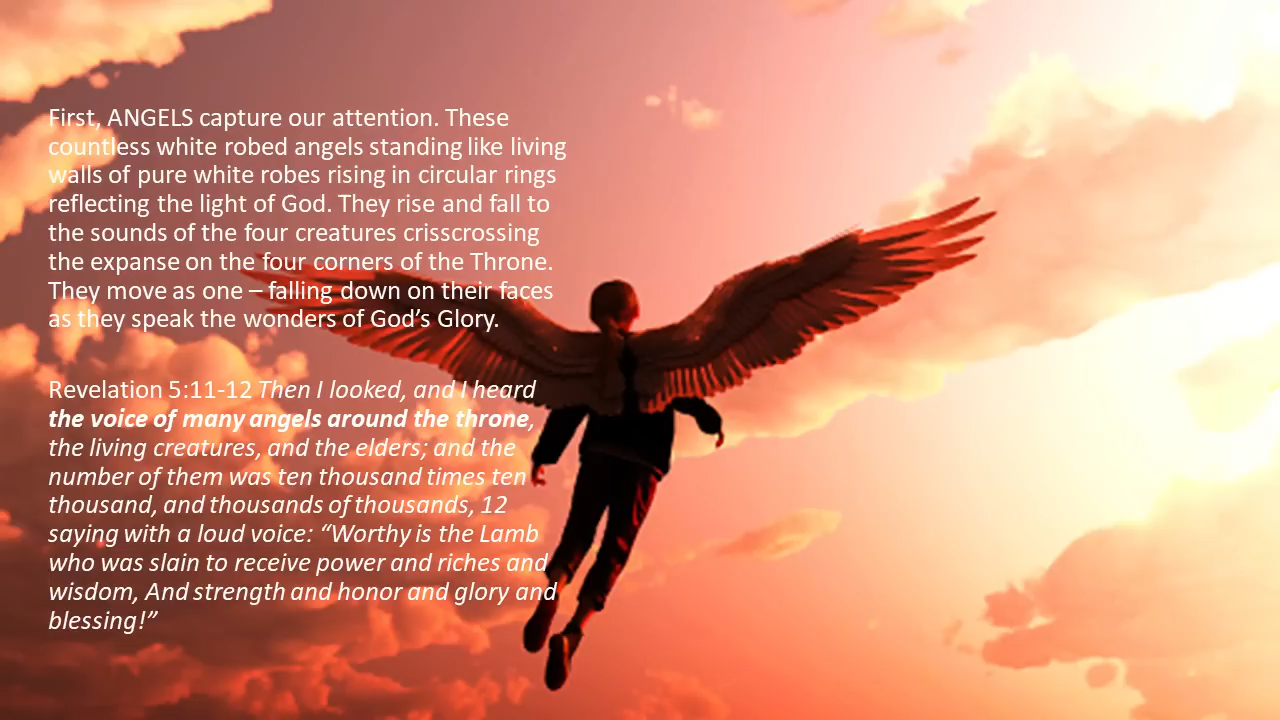 First, ANGELS capture our attention. These
countless white robed angels standing like living
walls of pure white robes rising in circular rings
reflecting the light of God. They rise and fall to
the sounds of the four creatures crisscrossing
the expanse on the four corners of the Throne.
They move as one – falling down on their faces
as they speak the wonders of God’s Glory.
Revelation 5:11-12 Then I looked, and I heard
the voice of many angels around the throne,
the living creatures, and the elders; and the
number of them was ten thousand times ten
thousand, and thousands of thousands, 12
saying with a loud voice: “Worthy is the Lamb
who was slain to receive power and riches and
wisdom, And strength and honor and glory and
blessing!”